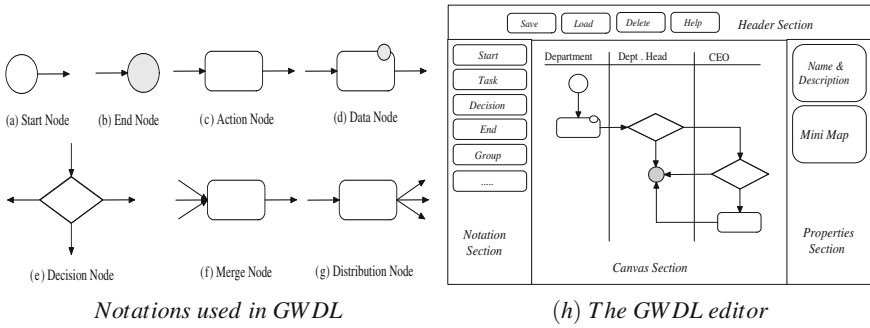 (a) Start Node
(b) End Node
(c) Action Node
(d) Data Node
(e) Decision Node
(f) Merge Node
(g) Distribution Node
Notations used in GWDL
Save
Load
Delete
Help
Header Section
Start
Task
Decision
End
Group
.....
Notation
Section
Department
Dept . Head
CEO
Canvas Section
Name &
Description
Mini Map
Properties
Section
(h) The GWDL editor